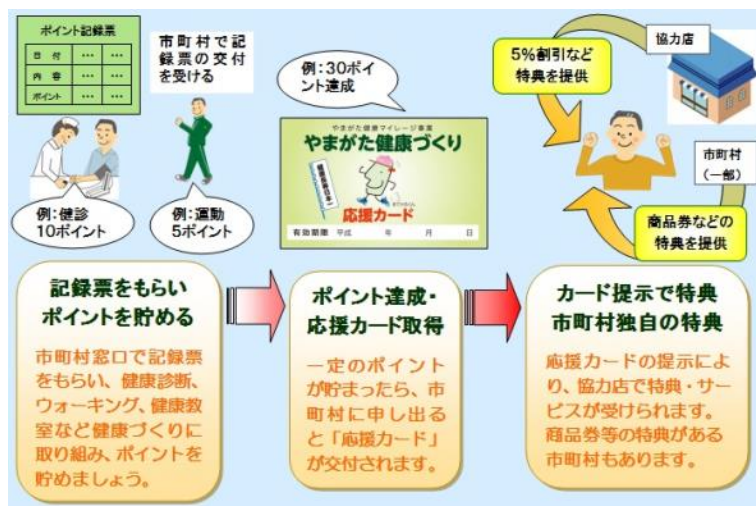 ポイント記録票
日 付 … …
内 容 … …
ポイント … …
市町村で記
録票の交付
を受ける
例：健診
10ポイント
例：運動
5ポイント
例：30ポイ
ント達成
やまがた健康マイレージ事業
やまがた健康づくり
健康長寿日本一
応援カード
有効期間 平成 年 月 日
5％割引など
特典を提供
協力店
市町村
（一部）
商品券などの
特典を提供
記録票をもらい
ポイントを貯める
市町村窓口で記録票
をもらい、健康診断、
ウォーキング、健康教
室など健康づくりに
取り組み、ポイントを
貯めましょう。
ポイント達成・
応援カード取得
一定のポイント
が貯まったら、市
町村に申し出る
と「応援カード」
が交付されます。
カード提示で特典
市町村独自の特典
応援カードの提示によ
り、協力店で特典・サー
ビスが受けられます。
商品券等の特典がある
市町村もあります。